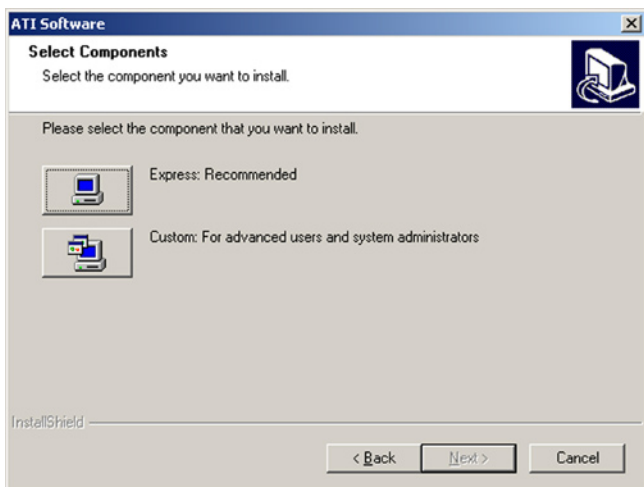 ATI Software
Select Components
Select the component you want to install.
Please select the component that you want to install.
Express: Recommended
Custom: For advanced users and system administrators
InstallShield
< Back
Next >
Cancel